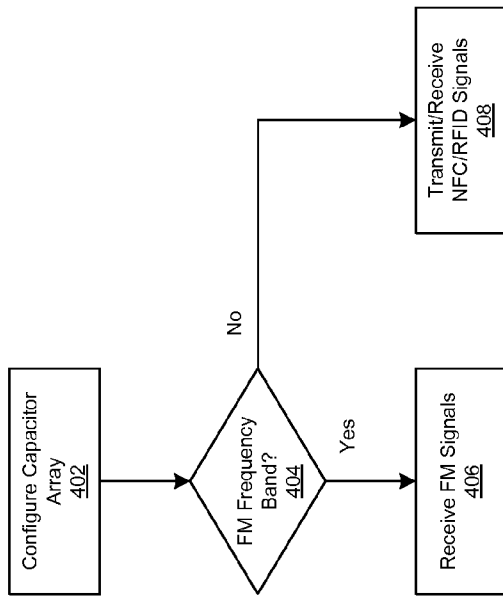 Configure Capacitor
Array
402
FM Frequency
Band?
404
No
Yes
Receive FM Signals
406
Transmit/Receive
NFC/RFID Signals
408